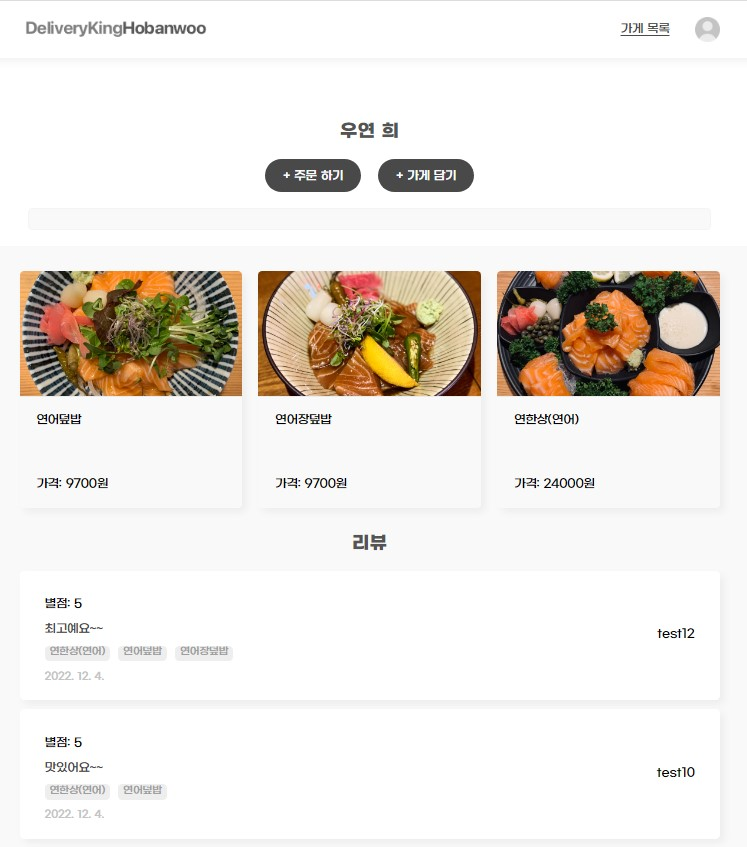 DeliveryKingHobanwoo
가게 목록
우연 희
+ 주문 하기
+ 가게 담기
연어덮밥
연어장덮밥
연한상(연어)
가격: 9700원
가격: 9700원
가격: 24000원
리뷰
별점: 5
최고예요~~
연한상(연어) 연어덮밥 연어장덮밥
2022. 12. 4.
test12
별점: 5
맛있어요~~
연한상(연어) 연어덮밥
2022. 12. 4.
test10